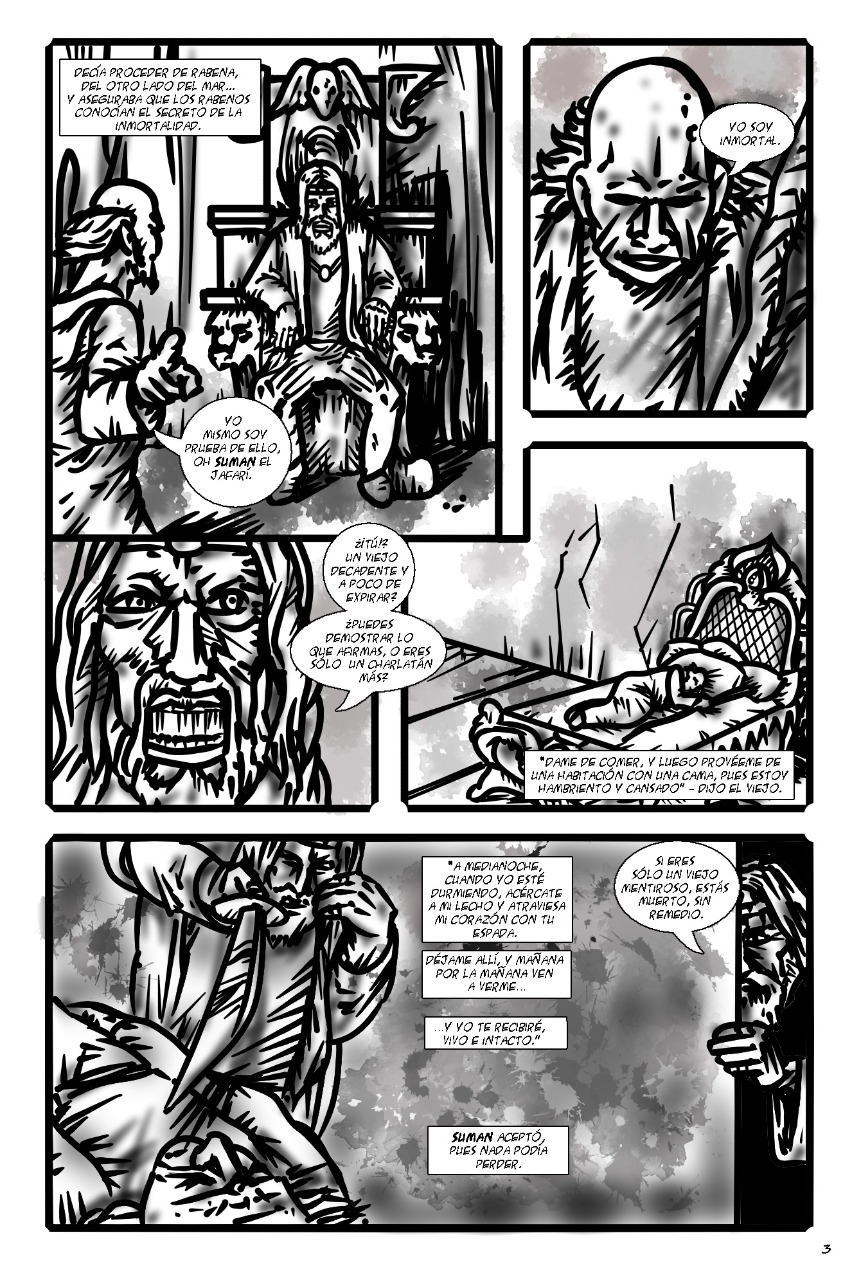 DECÍA PROCEDER DE RABENA,
DEL OTRO LADO DEL MAR...
Y ASEGURABA QUE LOS RABENOS
CONOCÍAN EL SECRETO DE LA
INMORTALIDAD.
YO
MISMO SOY
PRUEBA DE ELLO,
OH SUMAN EL
JAFARÍ.
YO SOY
INMORTAL.
¿¡TÚ!?
UN VIEJO
DECADENTE Y
A POCO DE
EXPIRAR?
¿PUEDES
DEMOSTRAR LO
QUE AFIRMAS, O ERES
SÓLO UN CHARLATÁN
MÁS?
"DAME DE COMER, Y LUEGO PROVÉEME DE
UNA HABITACIÓN CON UNA CAMA, PUES ESTOY
HAMBRIENTO Y CANSADO" - DIJO EL VIEJO.
"A MEDIANOCHE,
CUANDO YO ESTÉ
DURMIENDO, ACÉRCATE
A MI LECHO Y ATRAVIESA
MI CORAZÓN CON TU
ESPADA.
DÉJAME ALLÍ, Y MAÑANA
POR LA MAÑANA VEN
A VERME...
...Y YO TE RECIBIRÉ,
VIVO E INTACTO."
SI ERES
SÓLO UN VIEJO
MENTIROSO, ESTÁS
MUERTO, SIN
REMEDIO.
SUMAN ACEPTÓ,
PUES NADA PODÍA
PERDER.
3